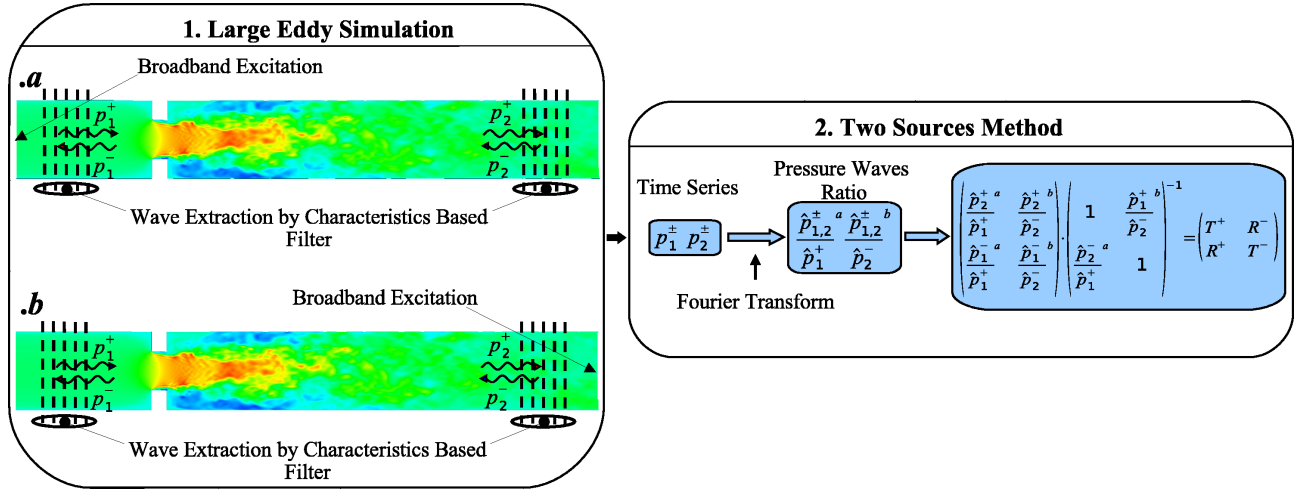 1. Large Eddy Simulation
.a
Broadband Excitation
p₁⁺
p₁⁻
p₂⁺
p₂⁻
Wave Extraction by Characteristics Based
Filter
.b
Broadband Excitation
p₁⁺
p₁⁻
p₂⁺
p₂⁻
Wave Extraction by Characteristics Based
Filter
2. Two Sources Method
Time Series
p₁^± p₂^±
Fourier Transform
Pressure Waves
Ratio
p̂₁,₂^± ᵃ p̂₁,₂^± ᵇ
p̂₁⁺ p̂₂⁻
( p̂₂⁺/p̂₁⁺ ᵃ p̂₂⁺/p̂₂⁻ ᵇ ) · ( 1 p̂₁⁺/p̂₂⁻ ᵇ )⁻¹ = ( T⁺ R⁻ )
( p̂₁⁻/p̂₁⁺ ᵃ p̂₁⁻/p̂₂⁻ ᵇ ) ( p̂₂⁻/p̂₁⁺ ᵃ 1 ) ( R⁺ T⁻ )